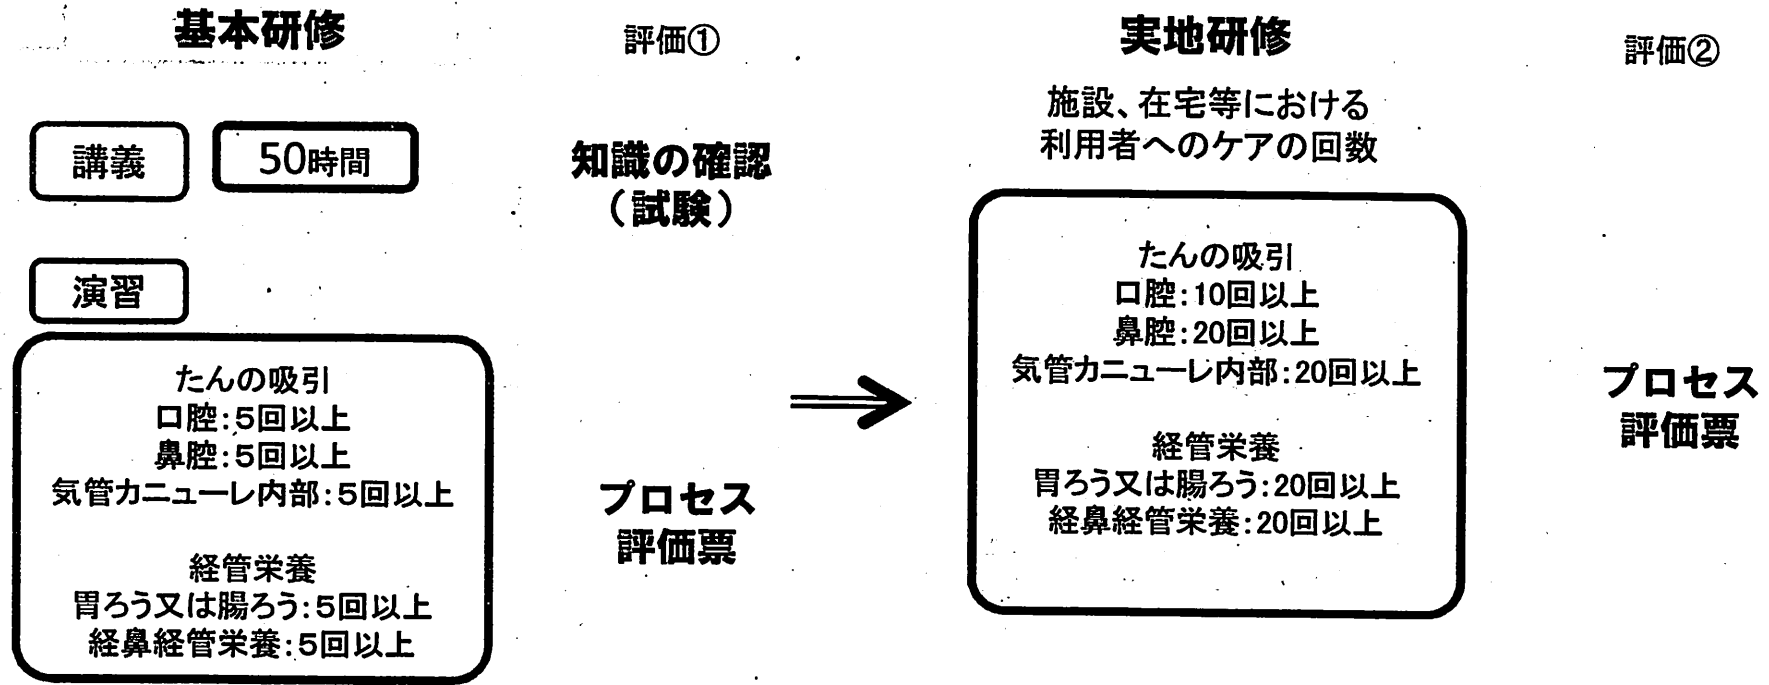 基本研修
評価①
講義
50時間
知識の確認
(試験)
演習
たんの吸引
口腔:5回以上
鼻腔:5回以上
気管カニューレ内部:5回以上
経管栄養
胃ろう又は腸ろう:5回以上
経鼻経管栄養:5回以上
プロセス
評価票
実地研修
施設、在宅等における
利用者へのケアの回数
たんの吸引
口腔:10回以上
鼻腔:20回以上
気管カニューレ内部:20回以上
経管栄養
胃ろう又は腸ろう:20回以上
経鼻経管栄養:20回以上
評価②
プロセス
評価票